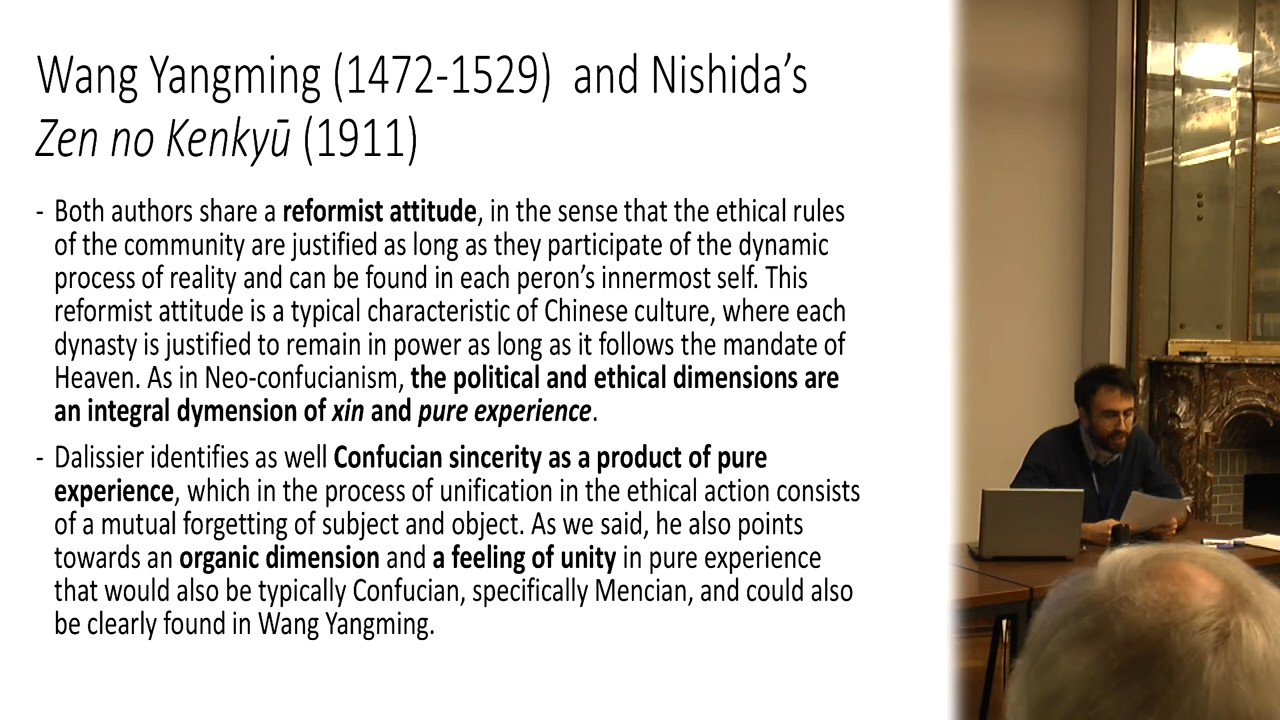 Wang Yangming (1472-1529)  and Nishida’s
Zen no Kenkyū (1911)
- Both authors share a reformist attitude, in the sense that the ethical rules
of the community are justified as long as they participate of the dynamic
process of reality and can be found in each peron’s innermost self. This
reformist attitude is a typical characteristic of Chinese culture, where each
dynasty is justified to remain in power as long as it follows the mandate of
Heaven. As in Neo-confucianism, the political and ethical dimensions are
an integral dymension of xin and pure experience.
- Dalissier identifies as well Confucian sincerity as a product of pure
experience, which in the process of unification in the ethical action consists
of a mutual forgetting of subject and object. As we said, he also points
towards an organic dimension and a feeling of unity in pure experience
that would also be typically Confucian, specifically Mencian, and could also
be clearly found in Wang Yangming.